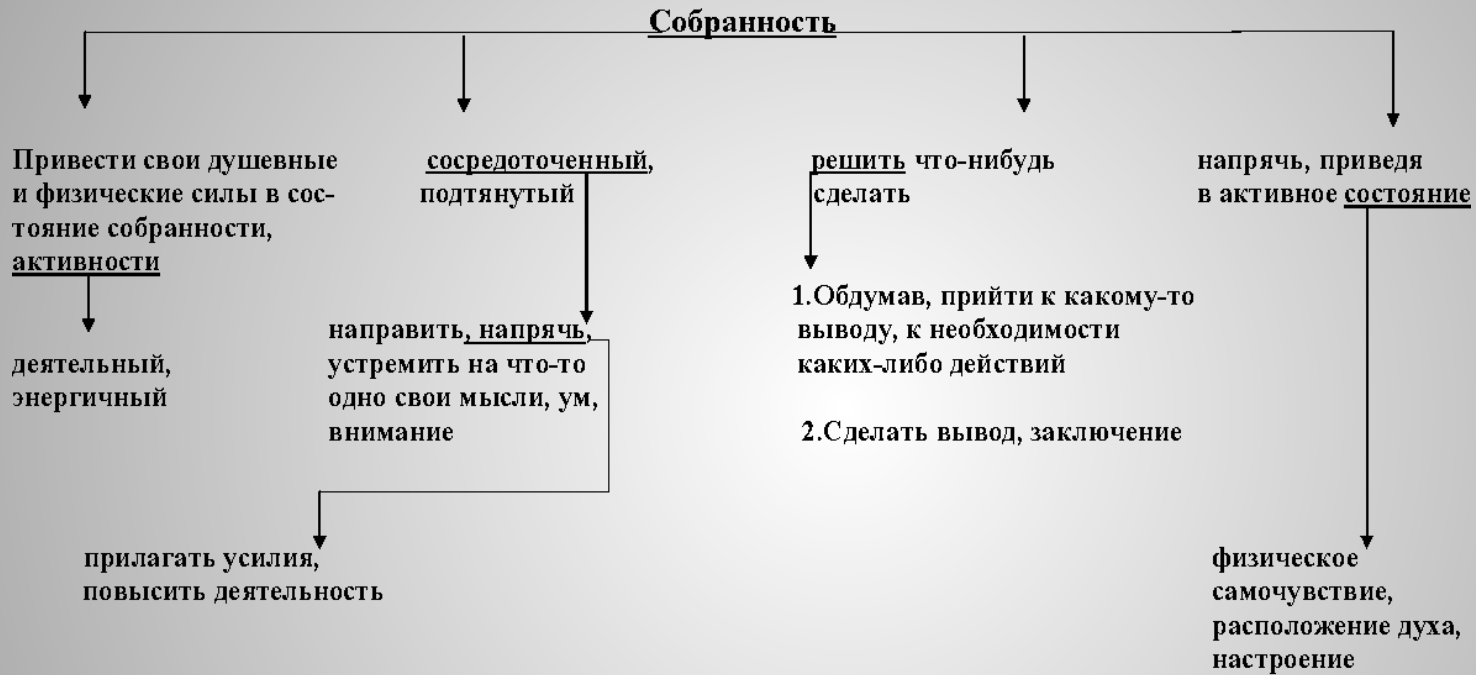 Собранность
Привести свои душевные
и физические силы в сос-
тояние собранности,
активности
деятельный,
энергичный
сосредоточенный,
подтянутый
направить, напрячь,
устремить на что-то
одно свои мысли, ум,
внимание
прилагать усилия,
повысить деятельность
решить что-нибудь
сделать
1.Обдумав, прийти к какому-то
выводу, к необходимости
каких-либо действий
2.Сделать вывод, заключение
напрячь, приведя
в активное состояние
физическое
самочувствие,
расположение духа,
настроение